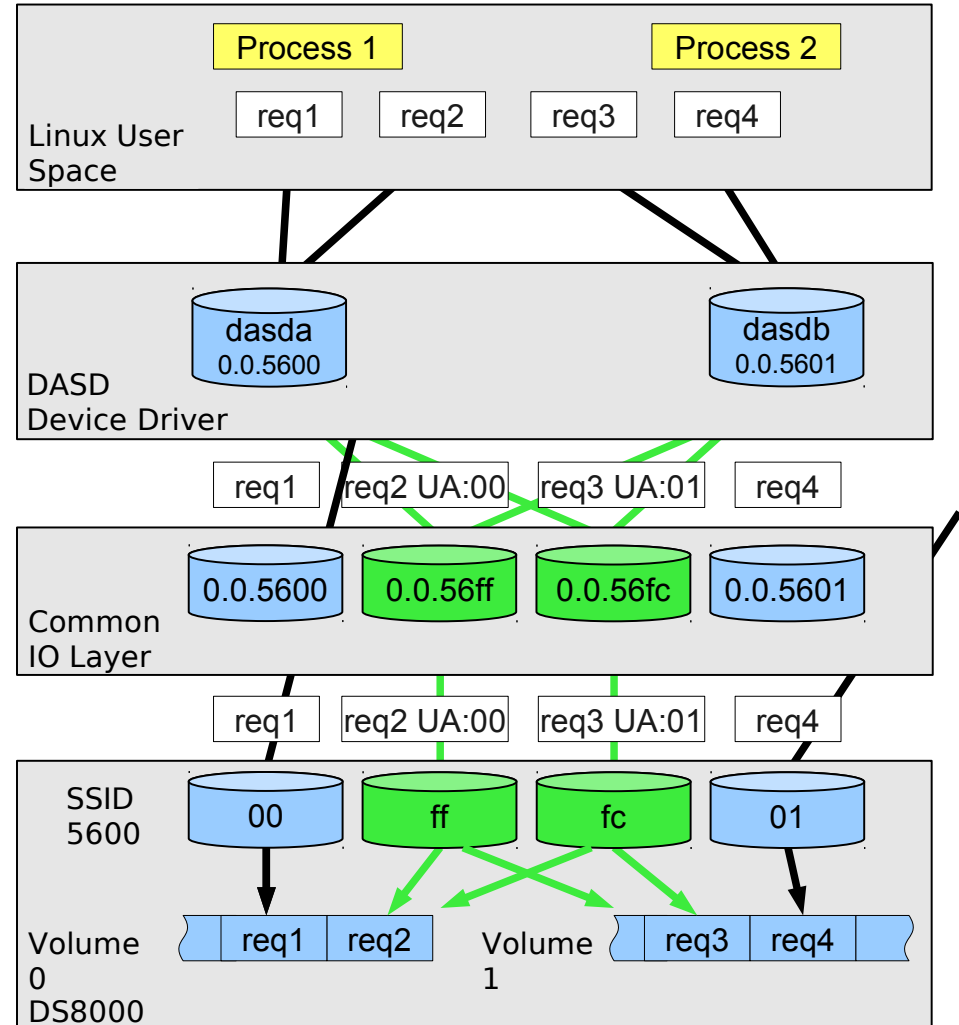 Process 1
Process 2
req1
req2
req3
req4
Linux User
Space
dasda
0.0.5600
dasdb
0.0.5601
DASD
Device Driver
req1
req2 UA:00
req3 UA:01
req4
0.0.5600
0.0.56ff
0.0.56fc
0.0.5601
Common
IO Layer
req1
req2 UA:00
req3 UA:01
req4
SSID
5600
00
ff
fc
01
Volume
0
DS8000
req1
req2
Volume
1
req3
req4